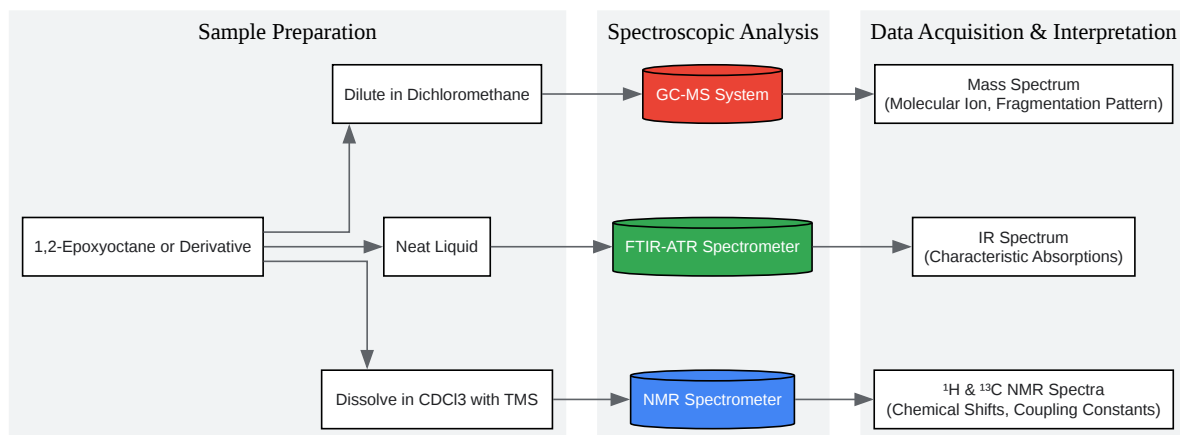 Sample Preparation
Spectroscopic Analysis
Data Acquisition & Interpretation
Dilute in Dichloromethane
GC-MS System
Mass Spectrum
(Molecular Ion, Fragmentation Pattern)
1,2-Epoxyoctane or Derivative
Neat Liquid
FTIR-ATR Spectrometer
IR Spectrum
(Characteristic Absorptions)
Dissolve in CDCl3 with TMS
NMR Spectrometer
¹H & ¹³C NMR Spectra
(Chemical Shifts, Coupling Constants)